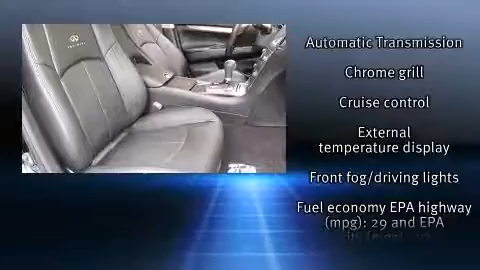 INFINITI
Automatic Transmission
Chrome grill
Cruise control
External
temperature display
Front fog/driving lights
Fuel economy EPA highway
(mpg): 29 and EPA